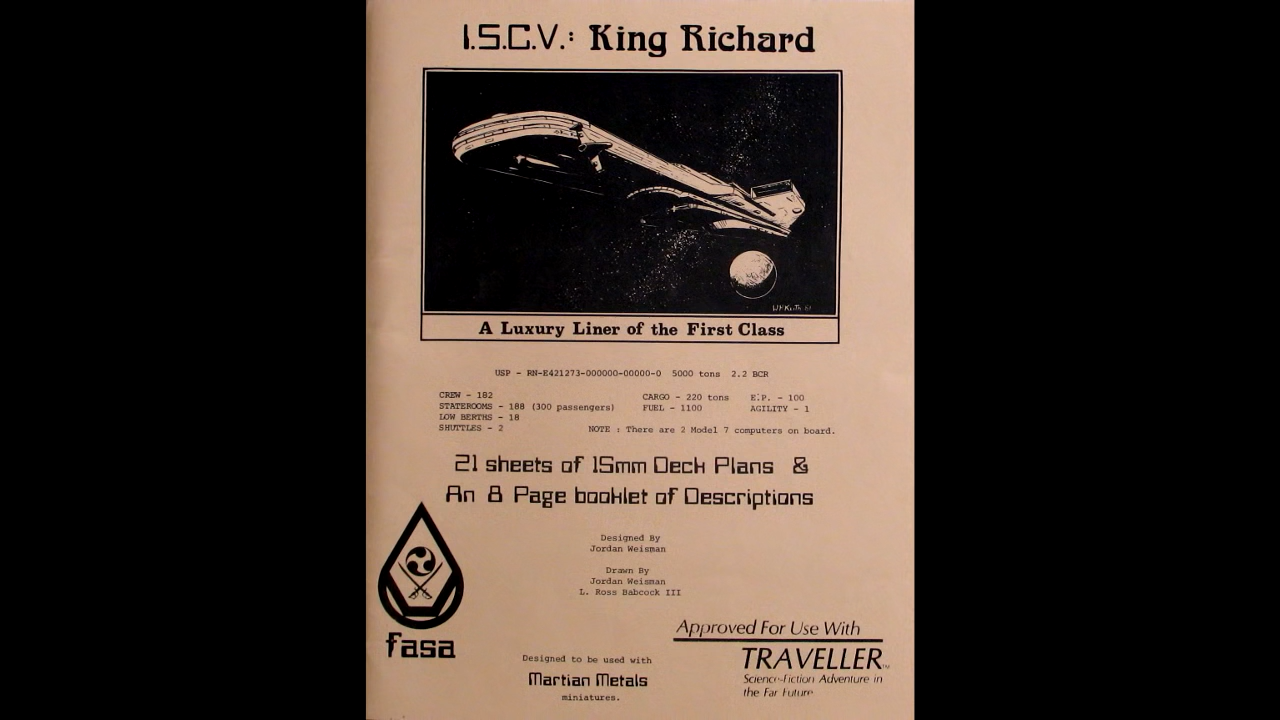 I.S.C.V.: King Richard
A Luxury Liner of the First Class
USP - RN-E421273-000000-00000-0 5000 tons 2.2 BCR
CREW - 182
STATEROOMS - 188 (300 passengers)
LOW BERTHS - 18
SHUTTLES - 2
CARGO - 220 tons E.P. - 100
FUEL - 1100 AGILITY - 1
NOTE : There are 2 Model 7 computers on board.
21 sheets of 15mm Deck Plans &
An 8 Page booklet of Descriptions
Designed By
Jordan Weisman
Drawn By
Jordan Weisman
L. Ross Babcock III
fasa
Designed to be used with
Martian Metals
miniatures.
Approved For Use With
TRAVELLER™
Science-Fiction Adventure in
the Far Future